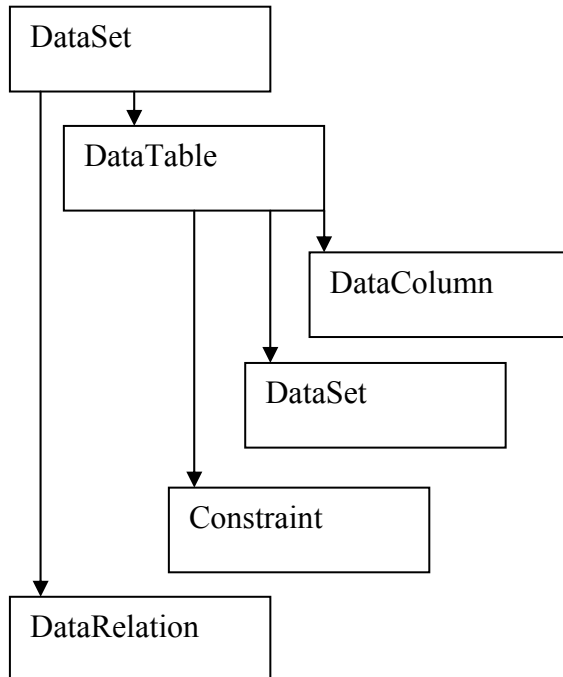 DataSet
DataTable
DataColumn
DataSet
Constraint
DataRelation